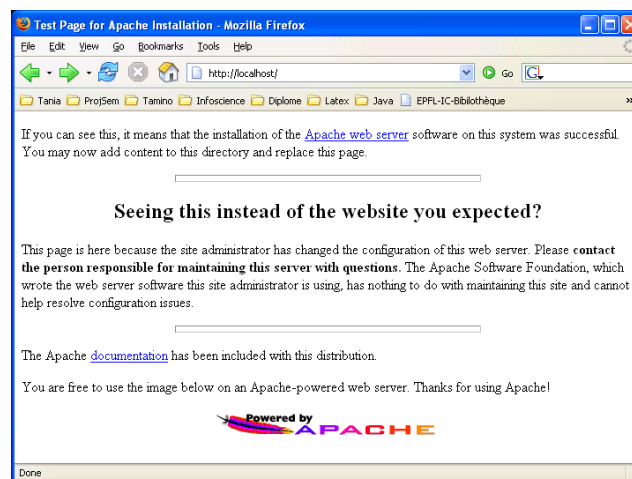 Test Page for Apache Installation - Mozilla Firefox
File Edit View Go Bookmarks Tools Help
http://localhost/ Go G
Tania ProjSem Tamino Infoscience Diplome Latex Java EPFL-IC-Bibilothèque »
If you can see this, it means that the installation of the Apache web server software on this system was successful.
You may now add content to this directory and replace this page.
Seeing this instead of the website you expected?
This page is here because the site administrator has changed the configuration of this web server. Please contact
the person responsible for maintaining this server with questions. The Apache Software Foundation, which
wrote the web server software this site administrator is using, has nothing to do with maintaining this site and cannot
help resolve configuration issues.
The Apache documentation has been included with this distribution.
You are free to use the image below on an Apache-powered web server. Thanks for using Apache!
Powered by
APACHE
Done